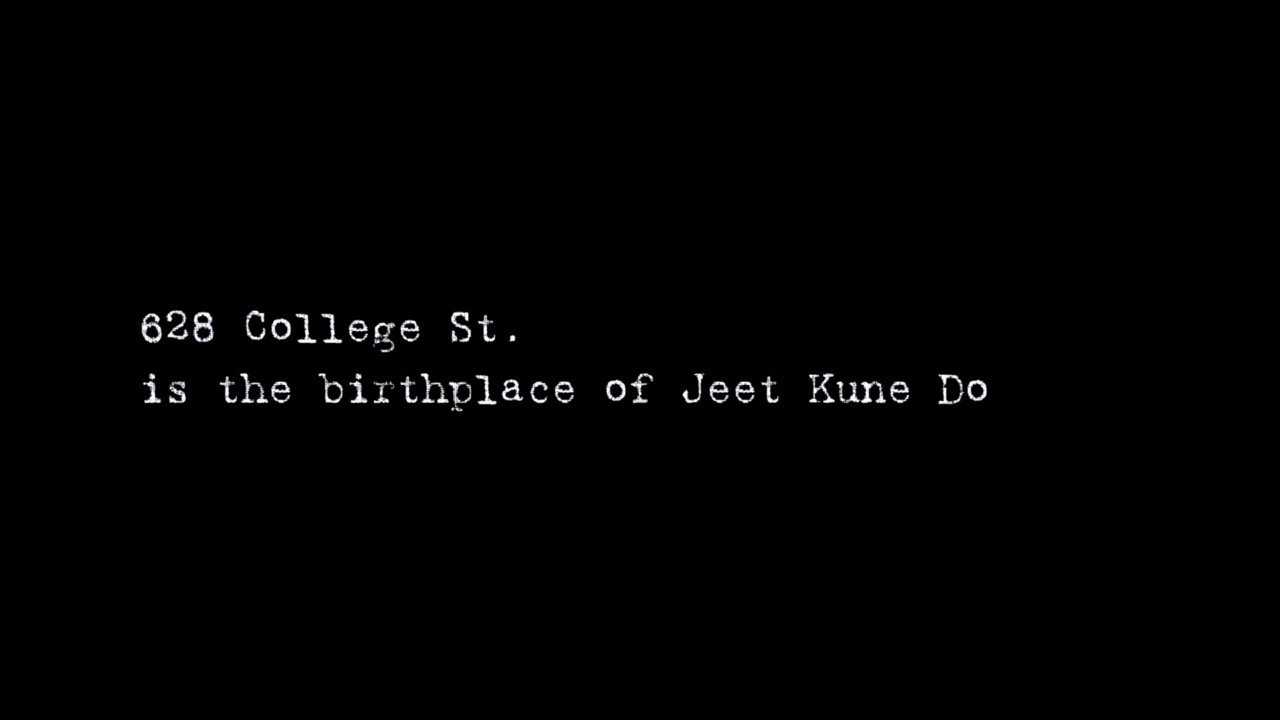 628 College St.
is the birthplace of Jeet Kune Do